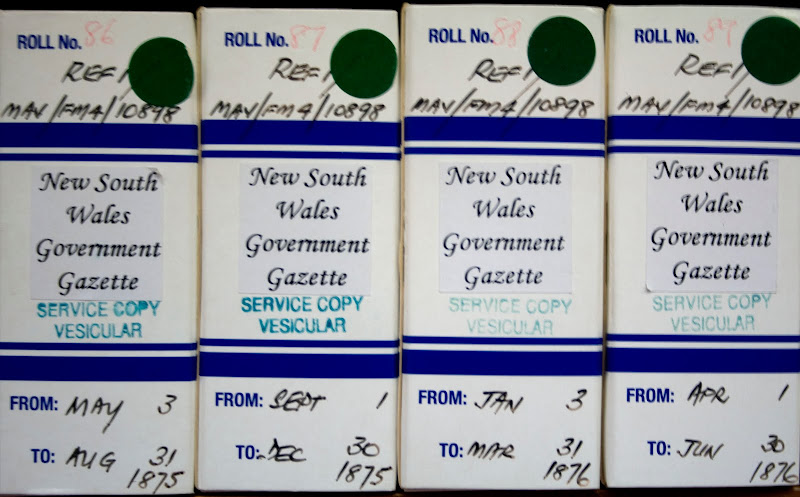 ROLL No. 86
REF1
MAV/FM4/10898
New South
Wales
Government
Gazette
SERVICE COPY
VESICULAR
FROM: MAY 3
TO: AUG 31
1875
ROLL No. 87
REF1
MAV/FM4/10898
New South
Wales
Government
Gazette
SERVICE COPY
VESICULAR
FROM: SEPT 1
TO: DEC 30
1875
ROLL No. 88
REF1
MAV/FM4/10898
New South
Wales
Government
Gazette
SERVICE COPY
VESICULAR
FROM: JAN 3
TO: MAR 31
1876
ROLL No. 89
REF1
MAV/FM4/10898
New South
Wales
Government
Gazette
SERVICE COPY
VESICULAR
FROM: APR 1
TO: JUN 30
1876